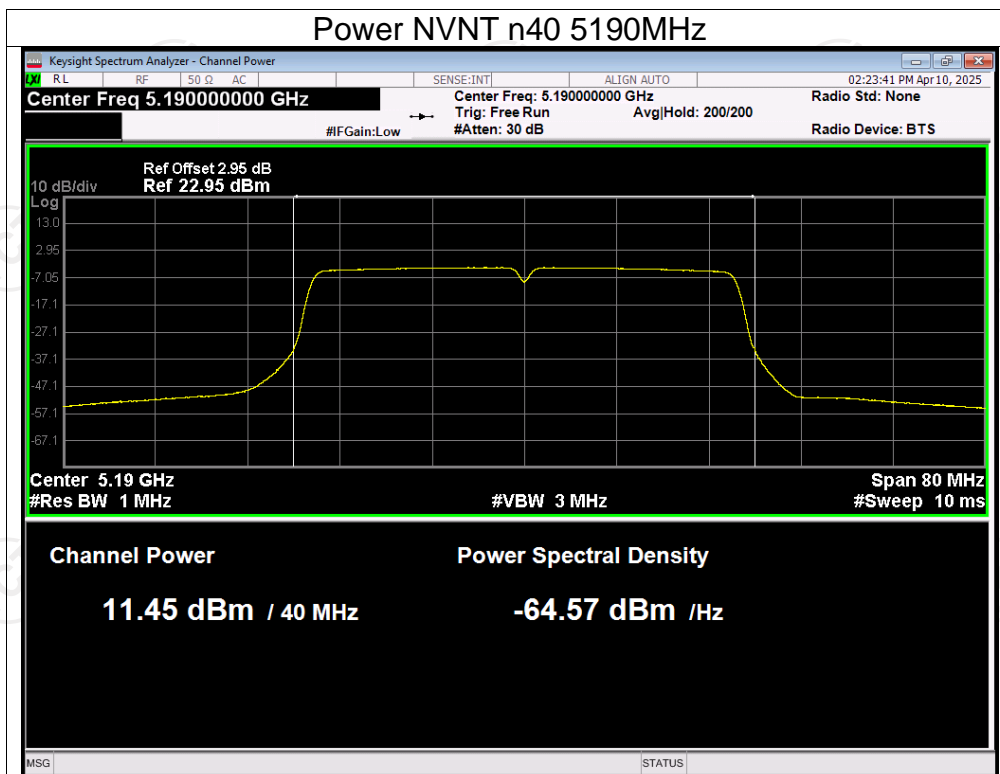 Power NVNT n40 5190MHz
Keysight Spectrum Analyzer - Channel Power
LXI RL RF 50 Ω AC SENSE:INT ALIGN AUTO 02:23:41 PM Apr 10, 2025
Center Freq 5.190000000 GHz Center Freq: 5.190000000 GHz Radio Std: None
Trig: Free Run Avg|Hold: 200/200
#IFGain:Low #Atten: 30 dB Radio Device: BTS
Ref Offset 2.95 dB
10 dB/div Ref 22.95 dBm
Log
13.0
2.95
-7.05
-17.1
-27.1
-37.1
-47.1
-57.1
-67.1
Center 5.19 GHz Span 80 MHz
#Res BW 1 MHz #VBW 3 MHz #Sweep 10 ms
Channel Power Power Spectral Density
11.45 dBm / 40 MHz -64.57 dBm /Hz
MSG STATUS